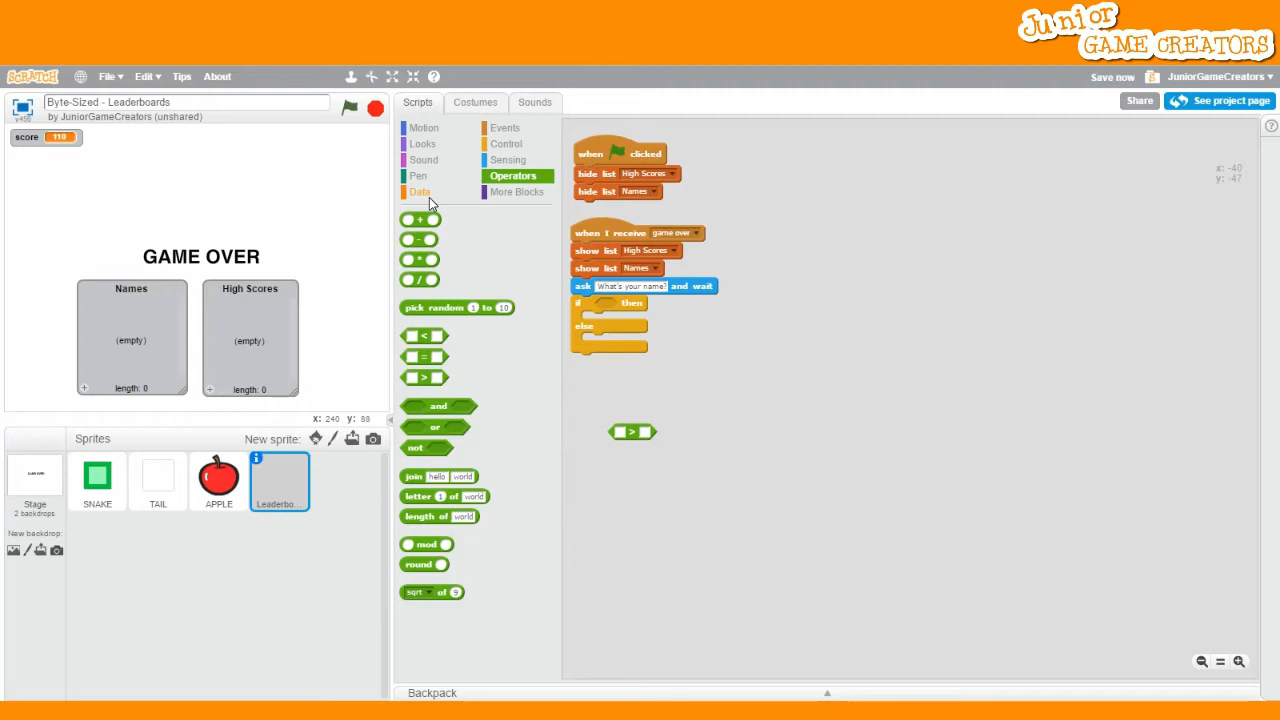 Junior
GAME CREATORS
SCRATCH File Edit Tips About
Save now JuniorGameCreators
Byte-Sized - Leaderboards
by JuniorGameCreators (unshared)
v456
Scripts Costumes Sounds
Share See project page
score 110
Motion Events
Looks Control
Sound Sensing
Pen Operators
Data More Blocks
+
-
*
/
pick random 1 to 10
<
=
>
and
or
not
join hello world
letter 1 of world
length of world
mod
round
sqrt of 9
when clicked
hide list High Scores
hide list Names
when I receive game over
show list High Scores
show list Names
ask What's your name? and wait
if then
else
>
x: -40
y: -47
GAME OVER
Names High Scores
(empty) (empty)
+ length: 0 + length: 0
x: 240 y: 88
Sprites New sprite:
Stage
2 backdrops
New backdrop:
SNAKE TAIL APPLE Leaderbo...
Backpack